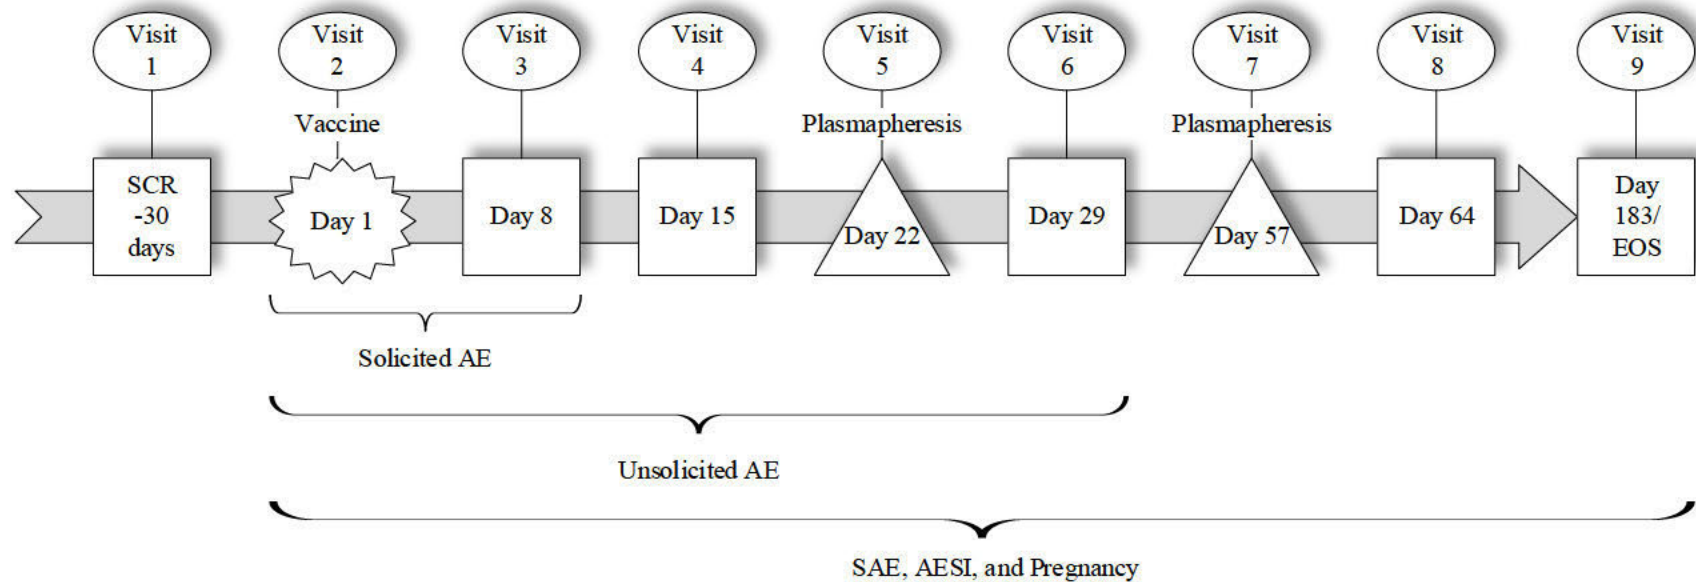 Visit
1
Visit
2
Visit
3
Visit
4
Visit
5
Visit
6
Visit
7
Visit
8
Visit
9
Vaccine
Plasmapheresis
Plasmapheresis
SCR
-30
days
Day 1
Day 8
Day 15
Day 22
Day 29
Day 57
Day 64
Day
183/
EOS
Solicited AE
Unsolicited AE
SAE, AESI, and Pregnancy